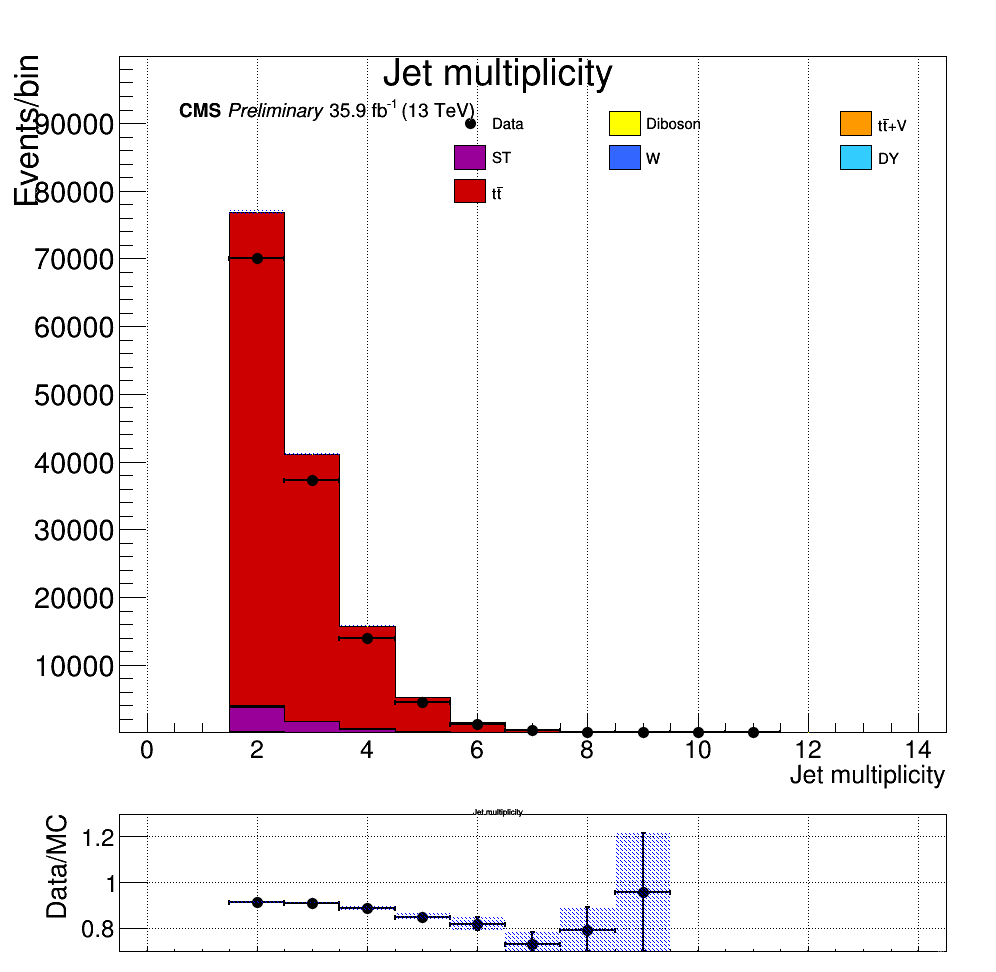 Jet multiplicity
CMS Preliminary 35.9 fb-1 (13 TeV)
Events/bin
Data
Diboson
tt̄+V
ST
W
DY
tt̄
90000
80000
70000
60000
50000
40000
30000
20000
10000
0 2 4 6 8 10 12 14
Jet multiplicity
Jet multiplicity
Data/MC
1.2
1
0.8